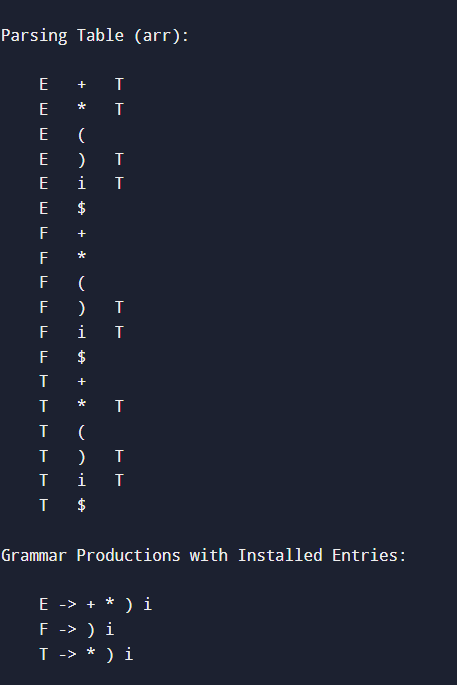 Parsing Table (arr):
E + T
E * T
E (
E ) T
E i T
E $
F +
F *
F (
F ) T
F i T
F $
T +
T * T
T (
T ) T
T i T
T $
Grammar Productions with Installed Entries:
E -> + * ) i
F -> ) i
T -> * ) i